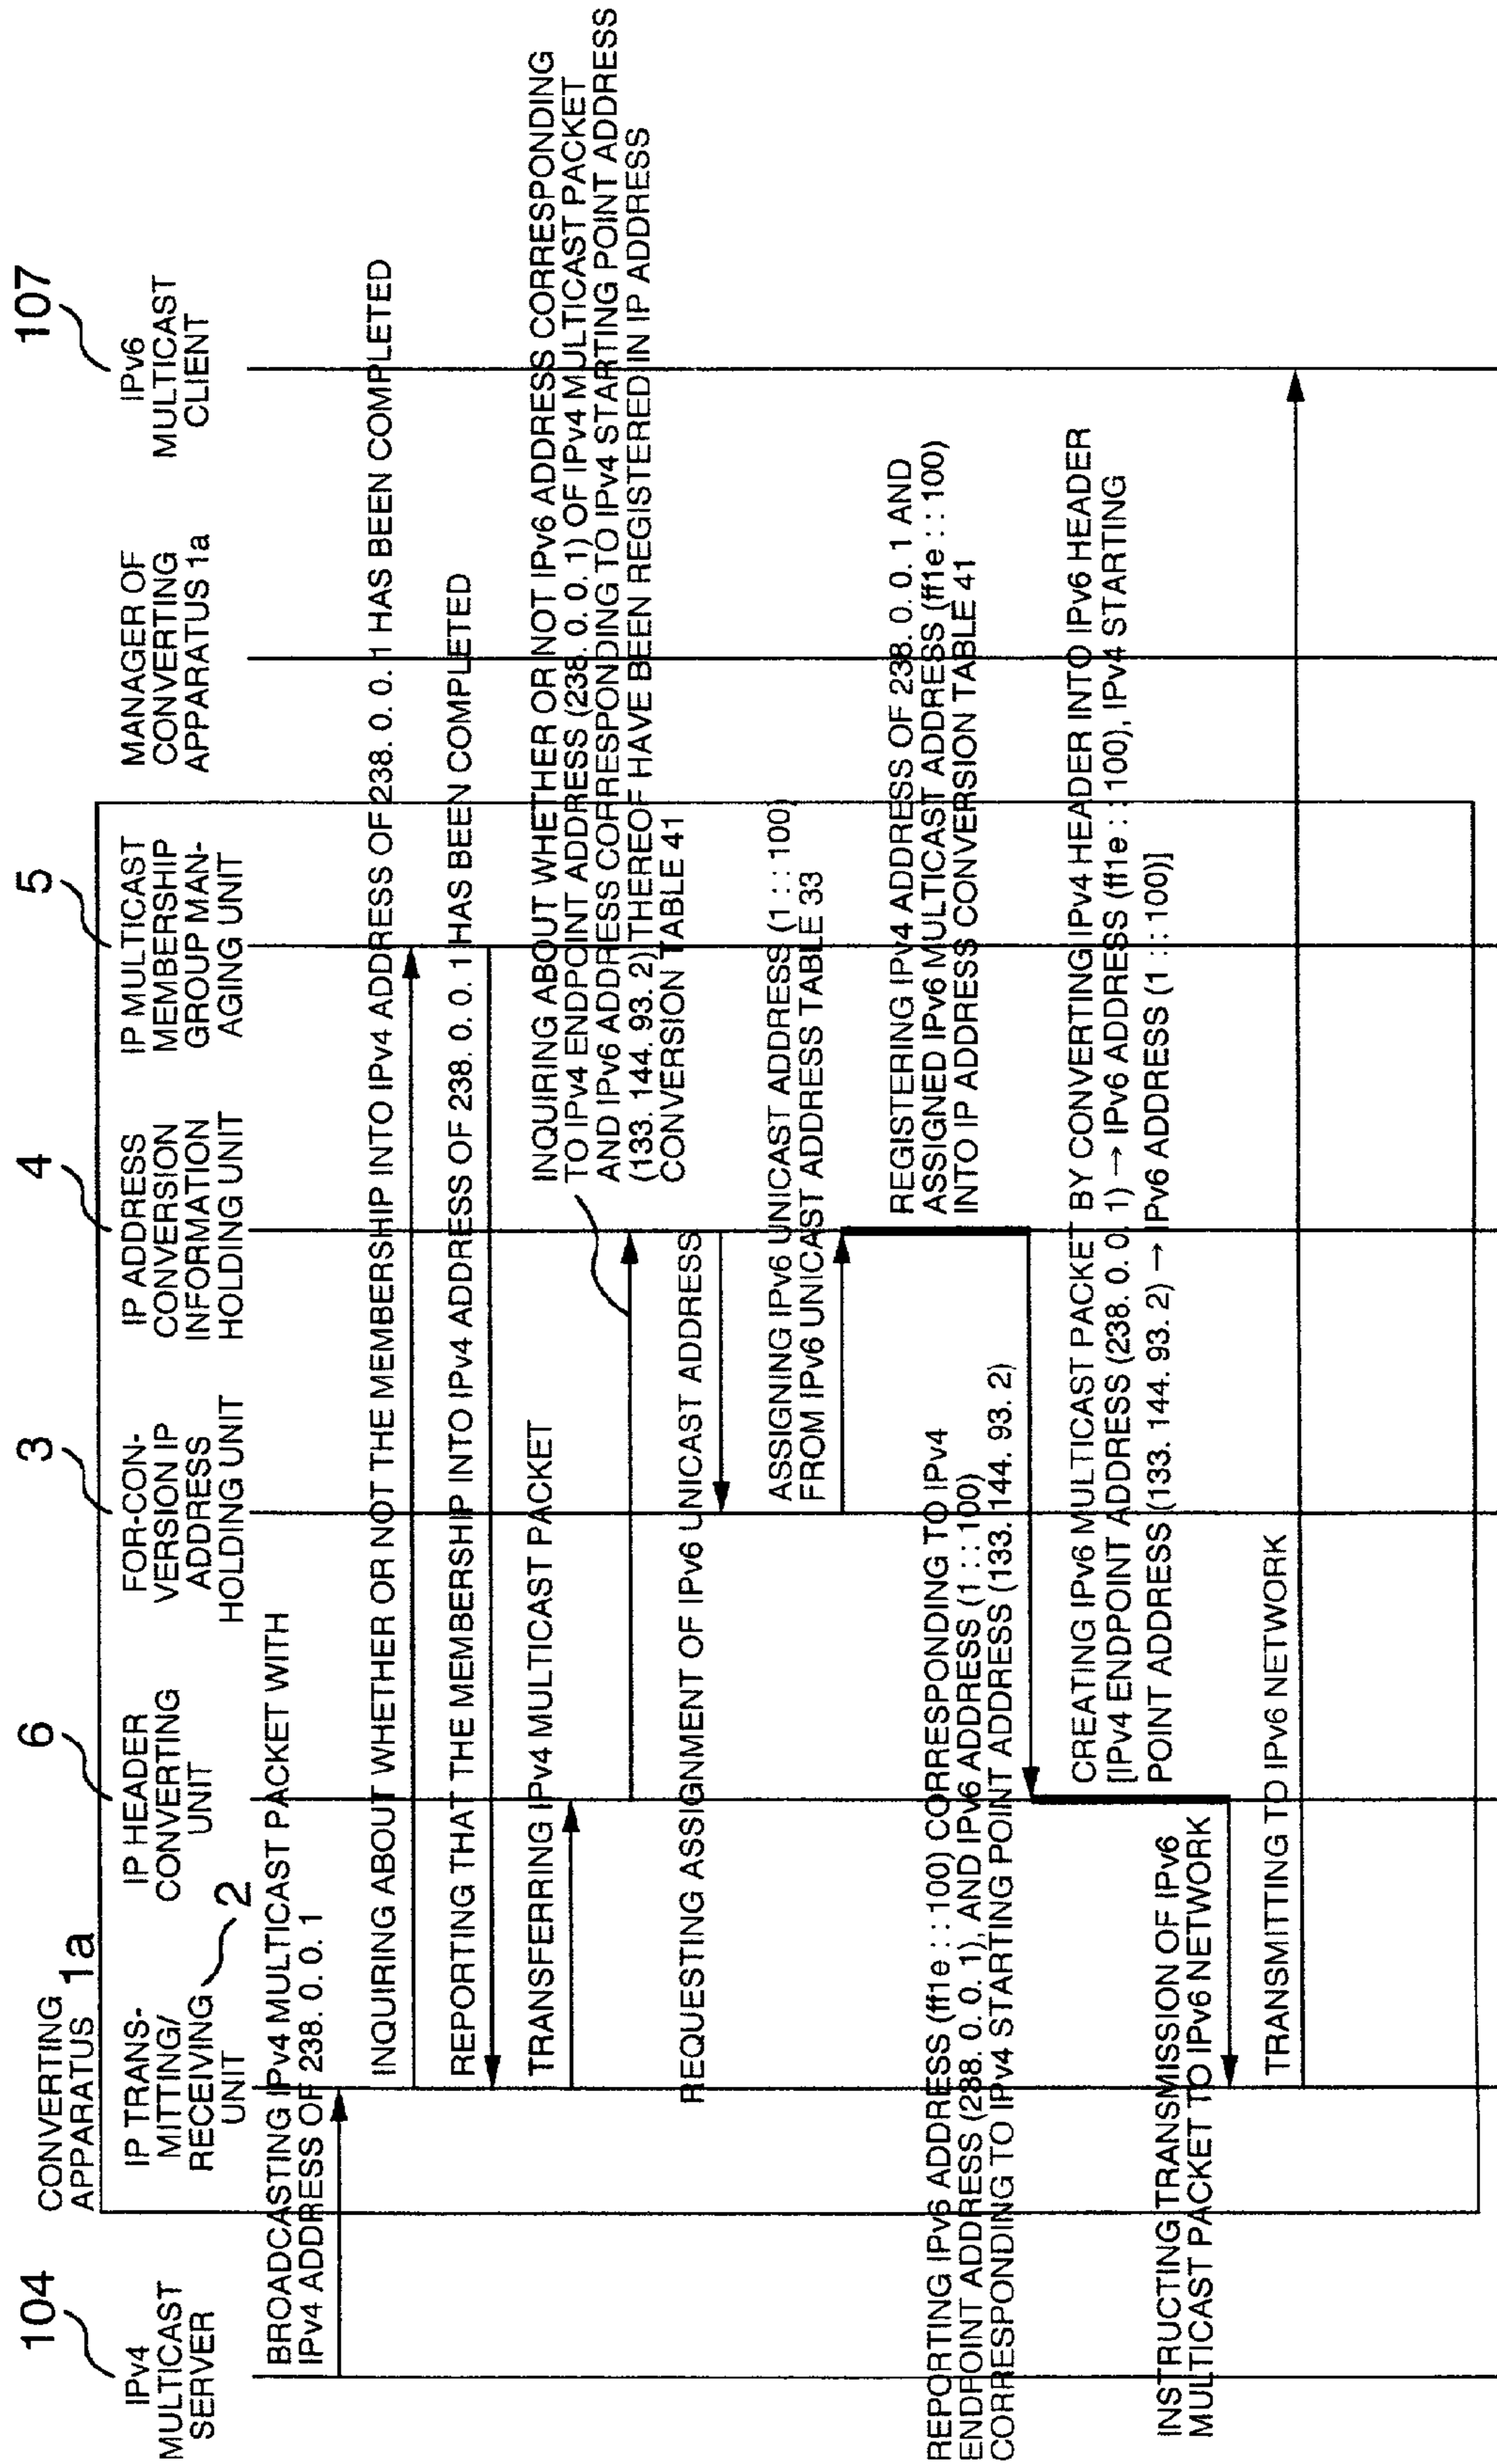 104
IPv4
MULTICAST
SERVER
CONVERTING
APPARATUS 1a
IP TRANS-
MITTING/
RECEIVING
UNIT
2
6
IP HEADER
CONVERTING
UNIT
3
FOR-CON-
VERSION IP
ADDRESS
HOLDING UNIT
4
IP ADDRESS
CONVERSION
INFORMATION
HOLDING UNIT
5
IP MULTICAST
MEMBERSHIP
GROUP MAN-
AGING UNIT
MANAGER OF
CONVERTING
APPARATUS 1a
107
IPv6
MULTICAST
CLIENT
BROADCASTING IPv4 MULTICAST PACKET WITH
IPv4 ADDRESS OF 238. 0. 0. 1
INQUIRING ABOUT WHETHER OR NOT THE MEMBERSHIP INTO IPv4 ADDRESS OF 238. 0. 0. 1 HAS BEEN COMPLETED
REPORTING THAT THE MEMBERSHIP INTO IPv4 ADDRESS OF 238. 0. 0. 1 HAS BEEN COMPLETED
TRANSFERRING IPv4 MULTICAST PACKET
INQUIRING ABOUT WHETHER OR NOT IPv6 ADDRESS CORRESPONDING
TO IPv4 ENDPOINT ADDRESS (238. 0. 0. 1) OF IPv4 MULTICAST PACKET
AND IPv6 ADDRESS CORRESPONDING TO IPv4 STARTING POINT ADDRESS
(133. 144. 93. 2) THEREOF HAVE BEEN REGISTERED IN IP ADDRESS
CONVERSION TABLE 41
REQUESTING ASSIGNMENT OF IPv6 UNICAST ADDRESS
ASSIGNING IPv6 UNICAST ADDRESS (1 : : : 100)
FROM IPv6 UNICAST ADDRESS TABLE 33
REGISTERING IPv4 ADDRESS OF 238. 0. 0. 1 AND
ASSIGNED IPv6 MULTICAST ADDRESS (ff1e : : 100)
INTO IP ADDRESS CONVERSION TABLE 41
REPORTING IPv6 ADDRESS (ff1e : : 100) CORRESPONDING TO IPv4
ENDPOINT ADDRESS (288. 0. 0. 1), AND IPv6 ADDRESS (1 : : : 100)
CORRESPONDING TO IPv4 STARTING POINT ADDRESS (133. 144. 93. 2)
CREATING IPv6 MULTICAST PACKET BY CONVERTING IPv4 HEADER INTO IPv6 HEADER
[IPv4 ENDPOINT ADDRESS (238. 0. 0. 1) → IPv6 ADDRESS (ff1e : : 100), IPv4 STARTING
POINT ADDRESS (133. 144. 93. 2) → IPv6 ADDRESS (1 : : : 100)]
INSTRUCTING TRANSMISSION OF IPv6
MULTICAST PACKET TO IPv6 NETWORK
TRANSMITTING TO IPv6 NETWORK